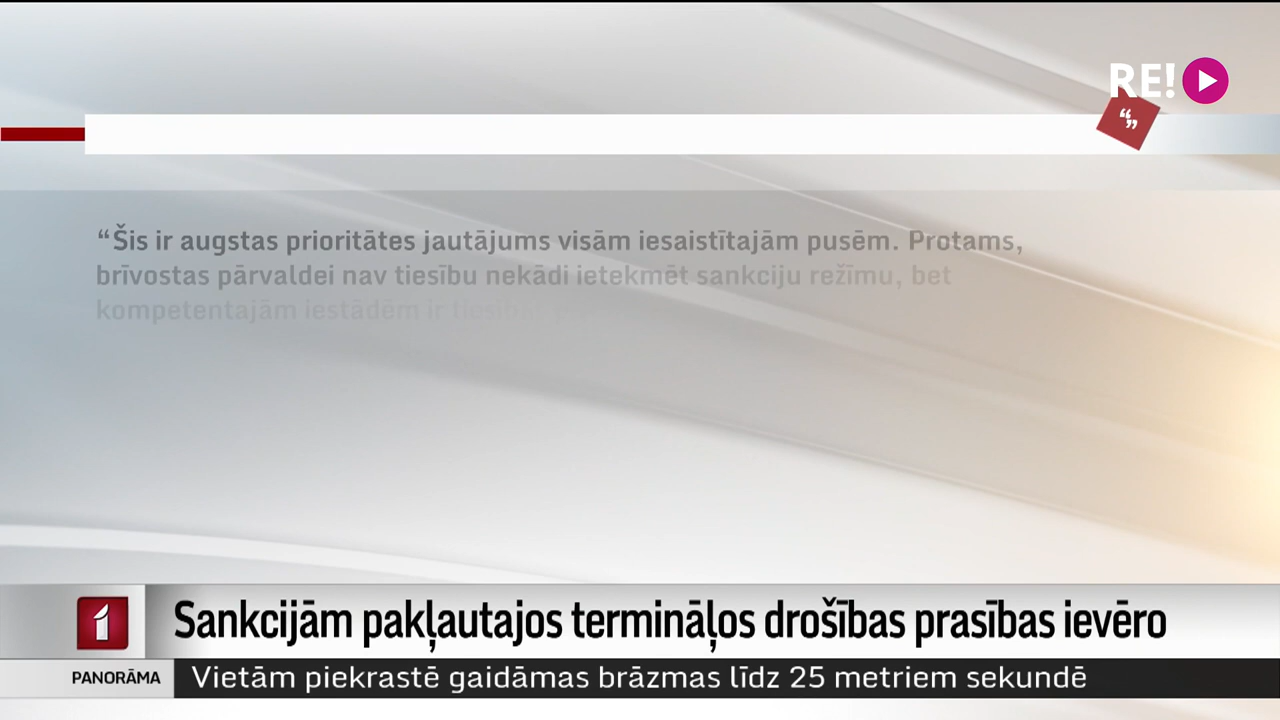 RE!
“Šis ir augstas prioritātes jautājums visām iesaistītajām pusēm. Protams,
brīvostas pārvaldei nav tiesību nekādi ietekmēt sankciju režīmu, bet
kompetentajām iestādēm ir
Sankcijām pakļautajos termināļos drošības prasības ievēro
PANORĀMA
Vietām piekrastē gaidāmas brāzmas līdz 25 metriem sekundē